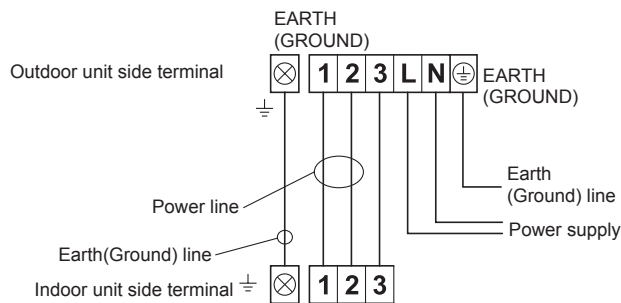 EARTH
(GROUND)
Outdoor unit side terminal
1 2 3 L N
EARTH
(GROUND)
Earth
(Ground) line
Power line
Power supply
Earth(Ground) line
Indoor unit side terminal
1 2 3